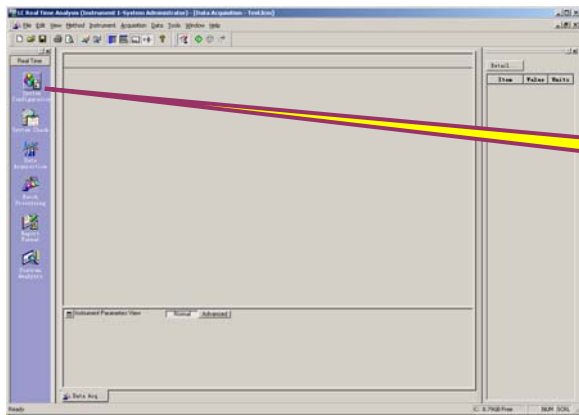 LC Real Time Analysis (Instrument 1-System Administrator) - [Data Acquisition - Test.lcm]
File Edit View Method Instrument Acquisition Data Tools Window Help
Real Time
System
Configuration
System Check
Data
Acquisition
Batch
Processing
Report
Format
Postrun
Analysis
Detail
Item Value Units
Instrument Parameters View Normal Advanced
Data Acq.
Ready
NUM SCRL